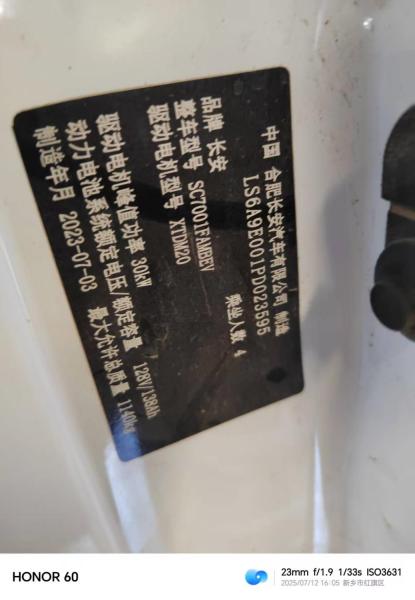 中国 合肥长安汽车有限公司 制造
LS6A9E001PD023595
品牌 长安
整车型号 SC7001FAMBEV 乘坐人数 4
驱动电机型号 XTDM20
驱动电机峰值功率 30kW
动力电池系统额定电压/额定容量 128V/138Ah
制造年月 2023-07-03 最大允许总质量 1140kg
HONOR 60
23mm f/1.9 1/33s ISO3631
2025/07/12 16:05 新乡市红旗区